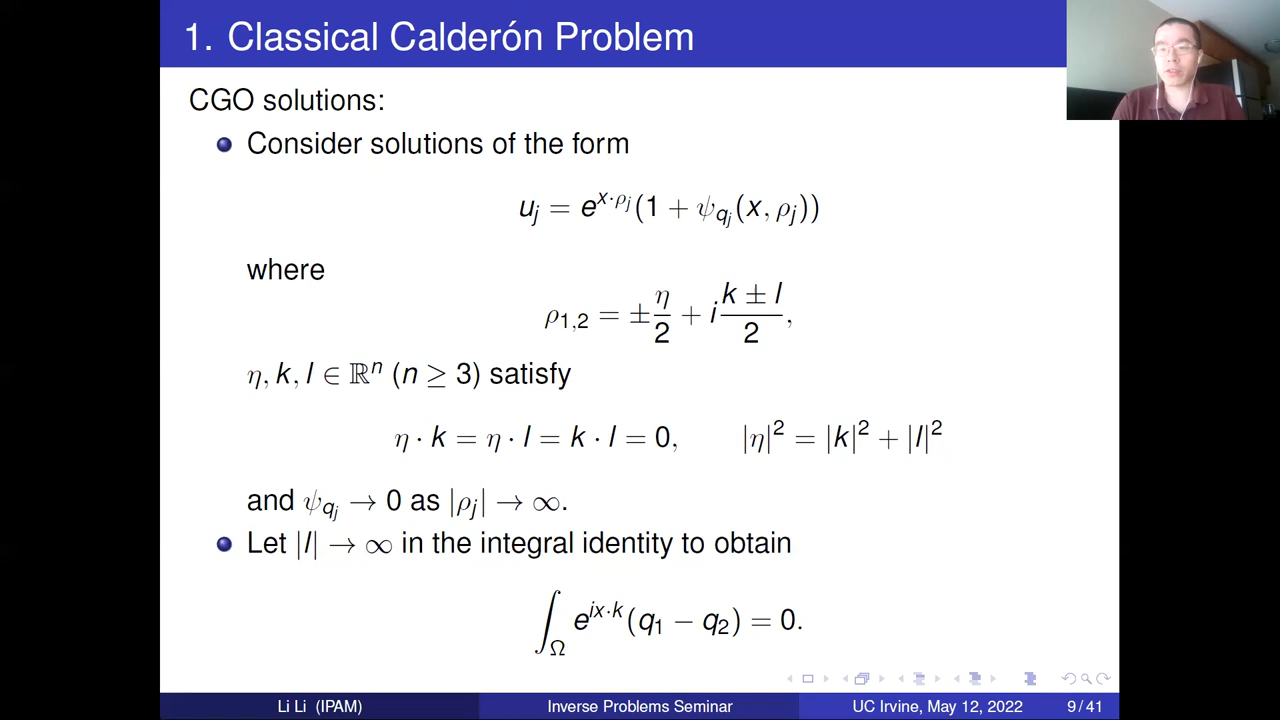 1. Classical Calderón Problem
CGO solutions:
Consider solutions of the form
u_j = e^{x·ρ_j}(1 + ψ_{q_j}(x, ρ_j))
where
ρ_{1,2} = ±η/2 + i(k ± l)/2,
η, k, l ∈ ℝ^n (n ≥ 3) satisfy
η · k = η · l = k · l = 0, |η|^2 = |k|^2 + |l|^2
and ψ_{q_j} → 0 as |ρ_j| → ∞.
Let |l| → ∞ in the integral identity to obtain
∫_Ω e^{ix·k}(q_1 − q_2) = 0.
Li Li (IPAM) Inverse Problems Seminar UC Irvine, May 12, 2022 9 / 41